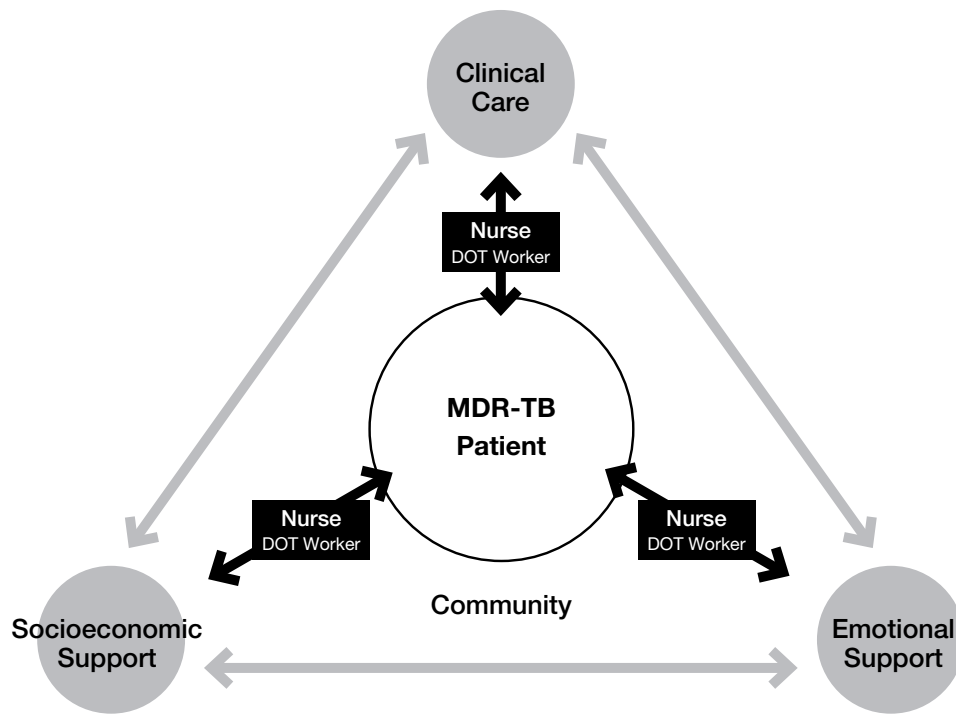 Clinical
Care
Nurse
DOT Worker
MDR-TB
Patient
Nurse
DOT Worker
Nurse
DOT Worker
Community
Socioeconomic
Support
Emotional
Support